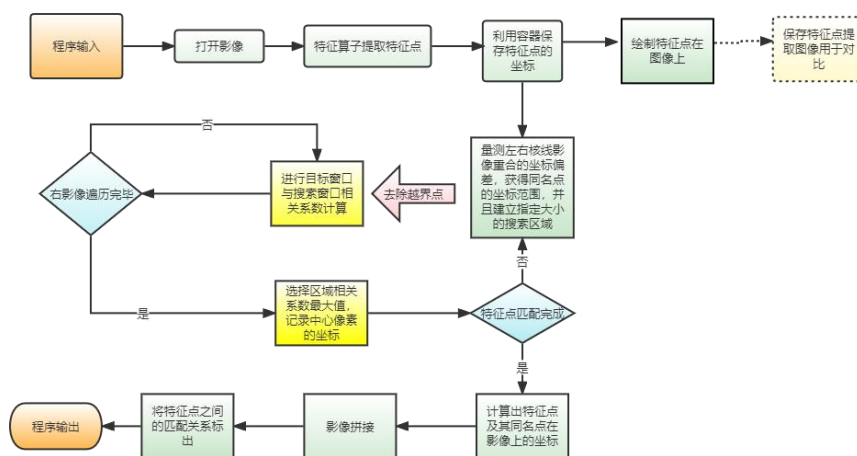 程序输入
打开影像
特征算子提取特征点
利用容器保
存特征点的
坐标
绘制特征点在
图像上
保存特征点提
取图像用于对
比
否
右影像遍历完毕
进行目标窗口
与搜索窗口相
关系数计算
去除越界点
量测左右核线影
像重合的坐标偏
差，获得同名点
的坐标范围，并
且建立指定大小
的搜索区域
否
是
选择区域相关
系数最大值，
记录中心像素
的坐标
特征点匹配完成
是
程序输出
将特征点之间
的匹配关系标
出
影像拼接
计算出特征点
及其同名点在
影像上的坐标